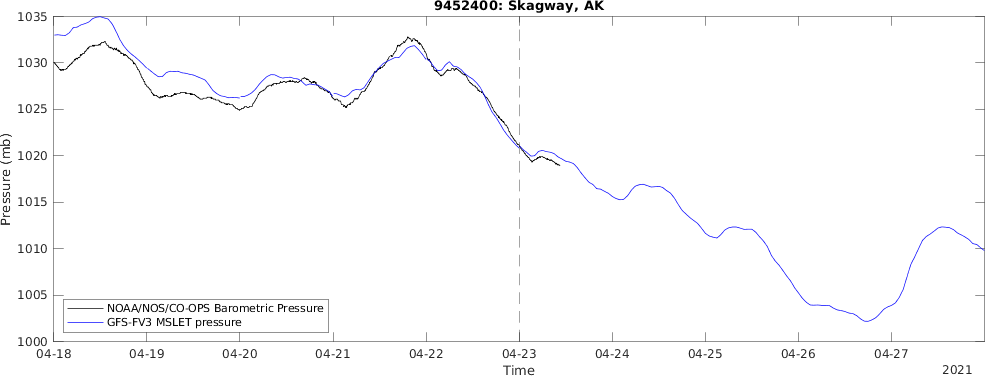 9452400: Skagway, AK
Pressure (mb)
1035
1030
1025
1020
1015
1010
1005
1000
NOAA/NOS/CO-OPS Barometric Pressure
GFS-FV3 MSLET pressure
04-18 04-19 04-20 04-21 04-22 04-23 04-24 04-25 04-26 04-27
Time
2021